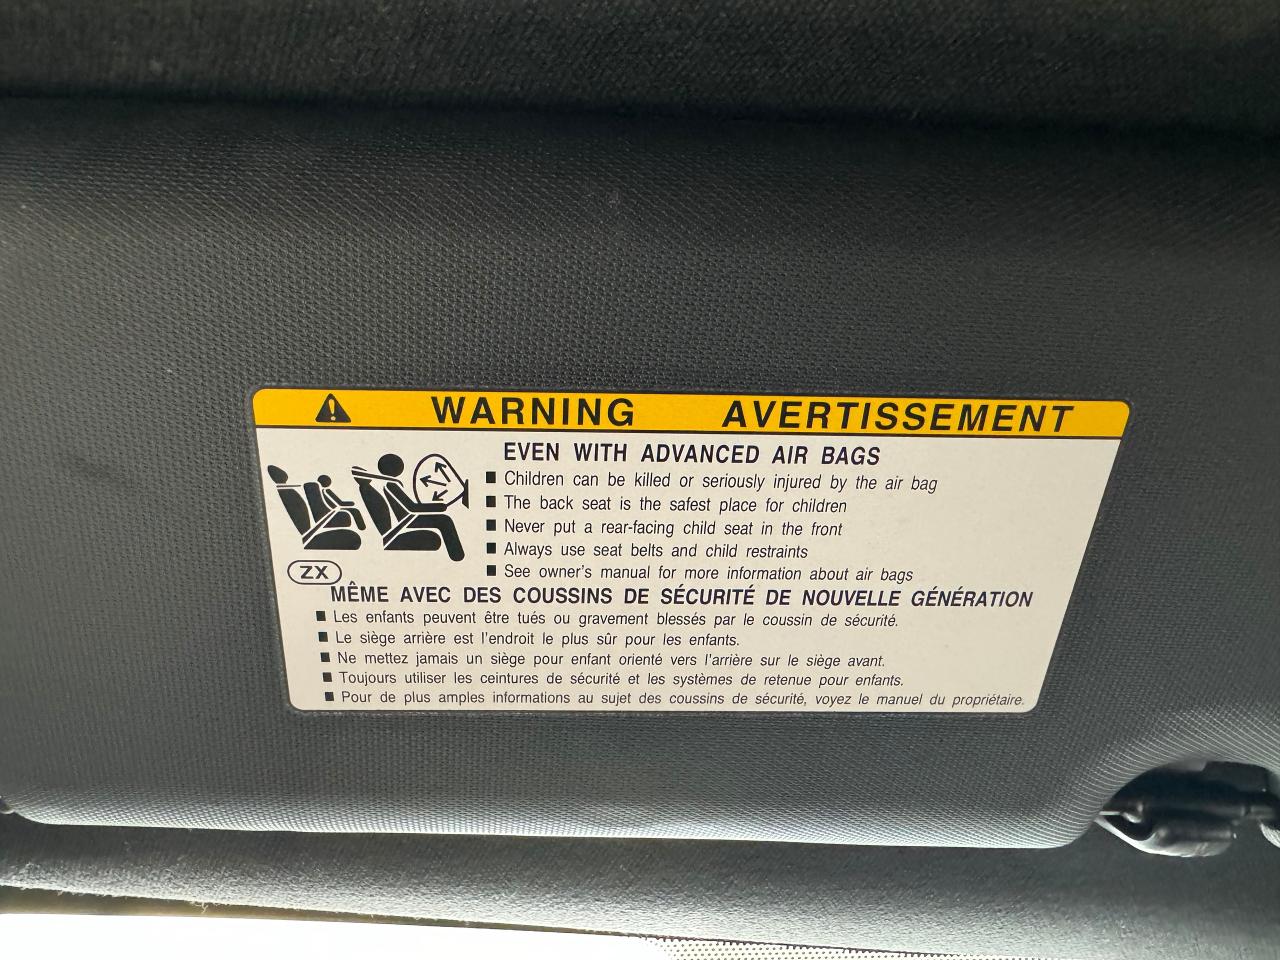 WARNING AVERTISSEMENT
EVEN WITH ADVANCED AIR BAGS
■ Children can be killed or seriously injured by the air bag
■ The back seat is the safest place for children
■ Never put a rear-facing child seat in the front
■ Always use seat belts and child restraints
■ See owner's manual for more information about air bags
ZX
MÊME AVEC DES COUSSINS DE SÉCURITÉ DE NOUVELLE GÉNÉRATION
■ Les enfants peuvent être tués ou gravement blessés par le coussin de sécurité.
■ Le siège arrière est l'endroit le plus sûr pour les enfants.
■ Ne mettez jamais un siège pour enfant orienté vers l'arrière sur le siège avant.
■ Toujours utiliser les ceintures de sécurité et les systèmes de retenue pour enfants.
■ Pour de plus amples informations au sujet des coussins de sécurité, voyez le manuel du propriétaire.